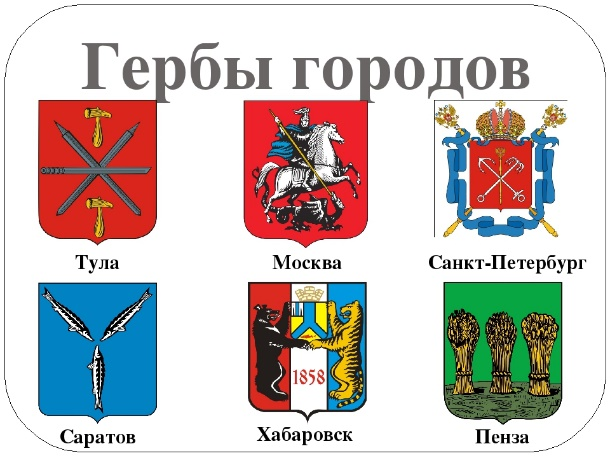 Гербы городов
Тула
Москва
Санкт-Петербург
1858
Саратов
Хабаровск
Пенза